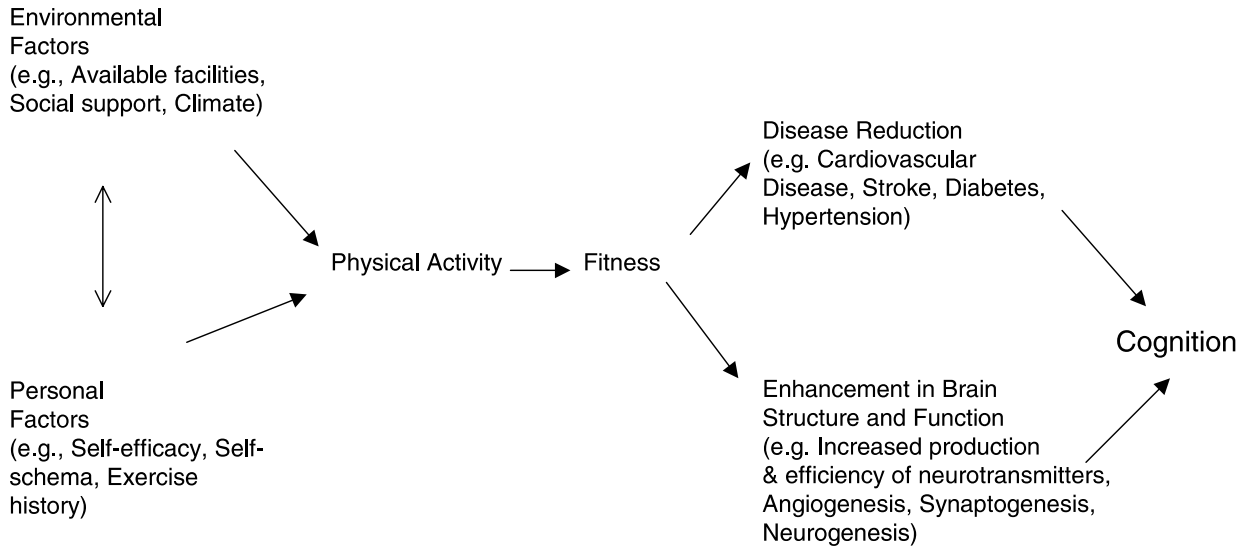 Environmental
Factors
(e.g., Available facilities,
Social support, Climate)
Personal
Factors
(e.g., Self-efficacy, Self-
schema, Exercise
history)
Physical Activity
Fitness
Disease Reduction
(e.g. Cardiovascular
Disease, Stroke, Diabetes,
Hypertension)
Enhancement in Brain
Structure and Function
(e.g. Increased production
& efficiency of neurotransmitters,
Angiogenesis, Synaptogenesis,
Neurogenesis)
Cognition